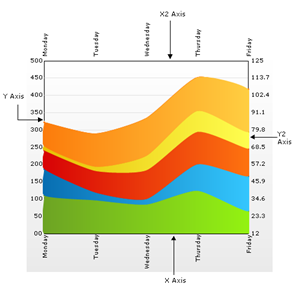 X2 Axis
Monday
Tuesday
Wednesday
Thursday
Friday
500
450
400
350
300
250
200
150
100
50
00
Y Axis
125
113.7
102.4
91.1
79.8
68.5
57.2
45.9
34.6
23.3
12
Y2
Axis
Monday
Tuesday
Wednesday
Thursday
Friday
X Axis